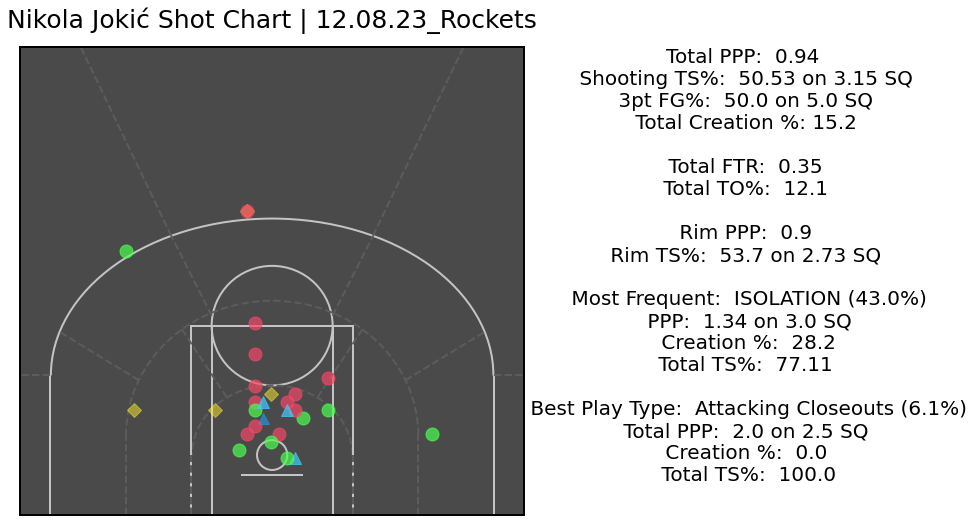 Nikola Jokić Shot Chart | 12.08.23_Rockets
Total PPP: 0.94
Shooting TS%: 50.53 on 3.15 SQ
3pt FG%: 50.0 on 5.0 SQ
Total Creation %: 15.2
Total FTR: 0.35
Total TO%: 12.1
Rim PPP: 0.9
Rim TS%: 53.7 on 2.73 SQ
Most Frequent: ISOLATION (43.0%)
PPP: 1.34 on 3.0 SQ
Creation %: 28.2
Total TS%: 77.11
Best Play Type: Attacking Closeouts (6.1%)
Total PPP: 2.0 on 2.5 SQ
Creation %: 0.0
Total TS%: 100.0